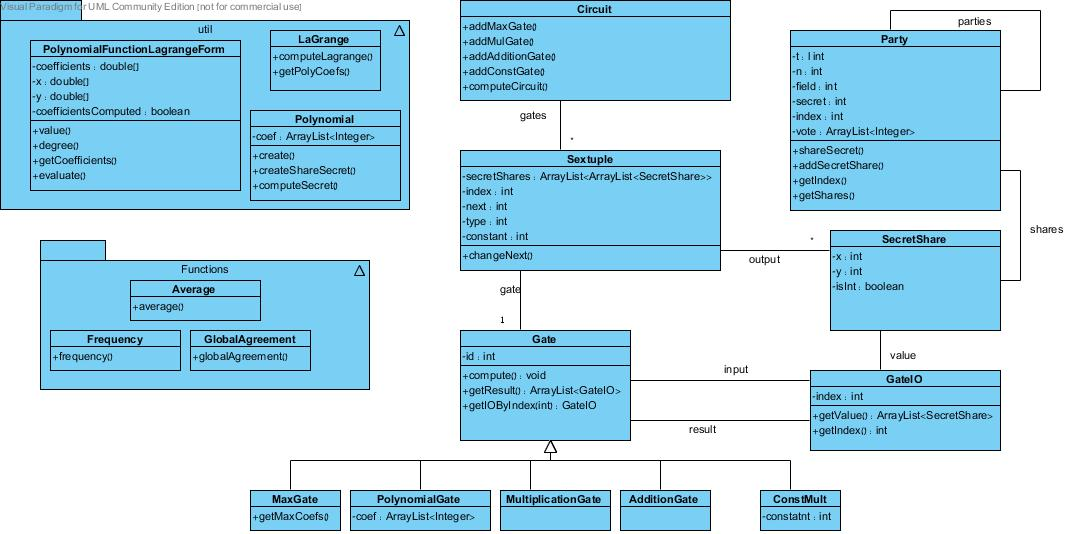 Visual Paradigm for UML Community Edition [not for commercial use]
util
PolynomialFunctionLagrangeForm
-coefficients : double[]
-x : double[]
-y : double[]
-coefficientsComputed : boolean
+value()
+degree()
+getCoefficients()
+evaluate()
LaGrange
+computeLagrange()
+getPolyCoefs()
Polynomial
-coef : ArrayList<Integer>
+create()
+createShareSecret()
+computeSecret()
Functions
Average
+average()
Frequency
+frequency()
GlobalAgreement
+globalAgreement()
Circuit
+addMaxGate()
+addMulGate()
+addAdditionGate()
+addConstGate()
+computeCircuit()
gates
*
Sextuple
-secretShares : ArrayList<ArrayList<SecretShare>>
-index : int
-next : int
-type : int
-constant : int
+changeNext()
gate
1
Gate
-id : int
+compute() : void
+getResult() : ArrayList<GateIO>
+getIOByIndex(int) : GateIO
parties
Party
-t : lint
-n : int
-field : int
-secret : int
-index : int
-vote : ArrayList<Integer>
+shareSecret()
+addSecretShare()
+getIndex()
+getShares()
shares
*
output
SecretShare
-x : int
-y : int
-isInt : boolean
value
input
result
GateIO
-index : int
+getValue() : ArrayList<SecretShare>
+getIndex() : int
MaxGate
+getMaxCoefs()
PolynomialGate
-coef : ArrayList<Integer>
MultiplicationGate
AdditionGate
ConstMult
-constatnt : int